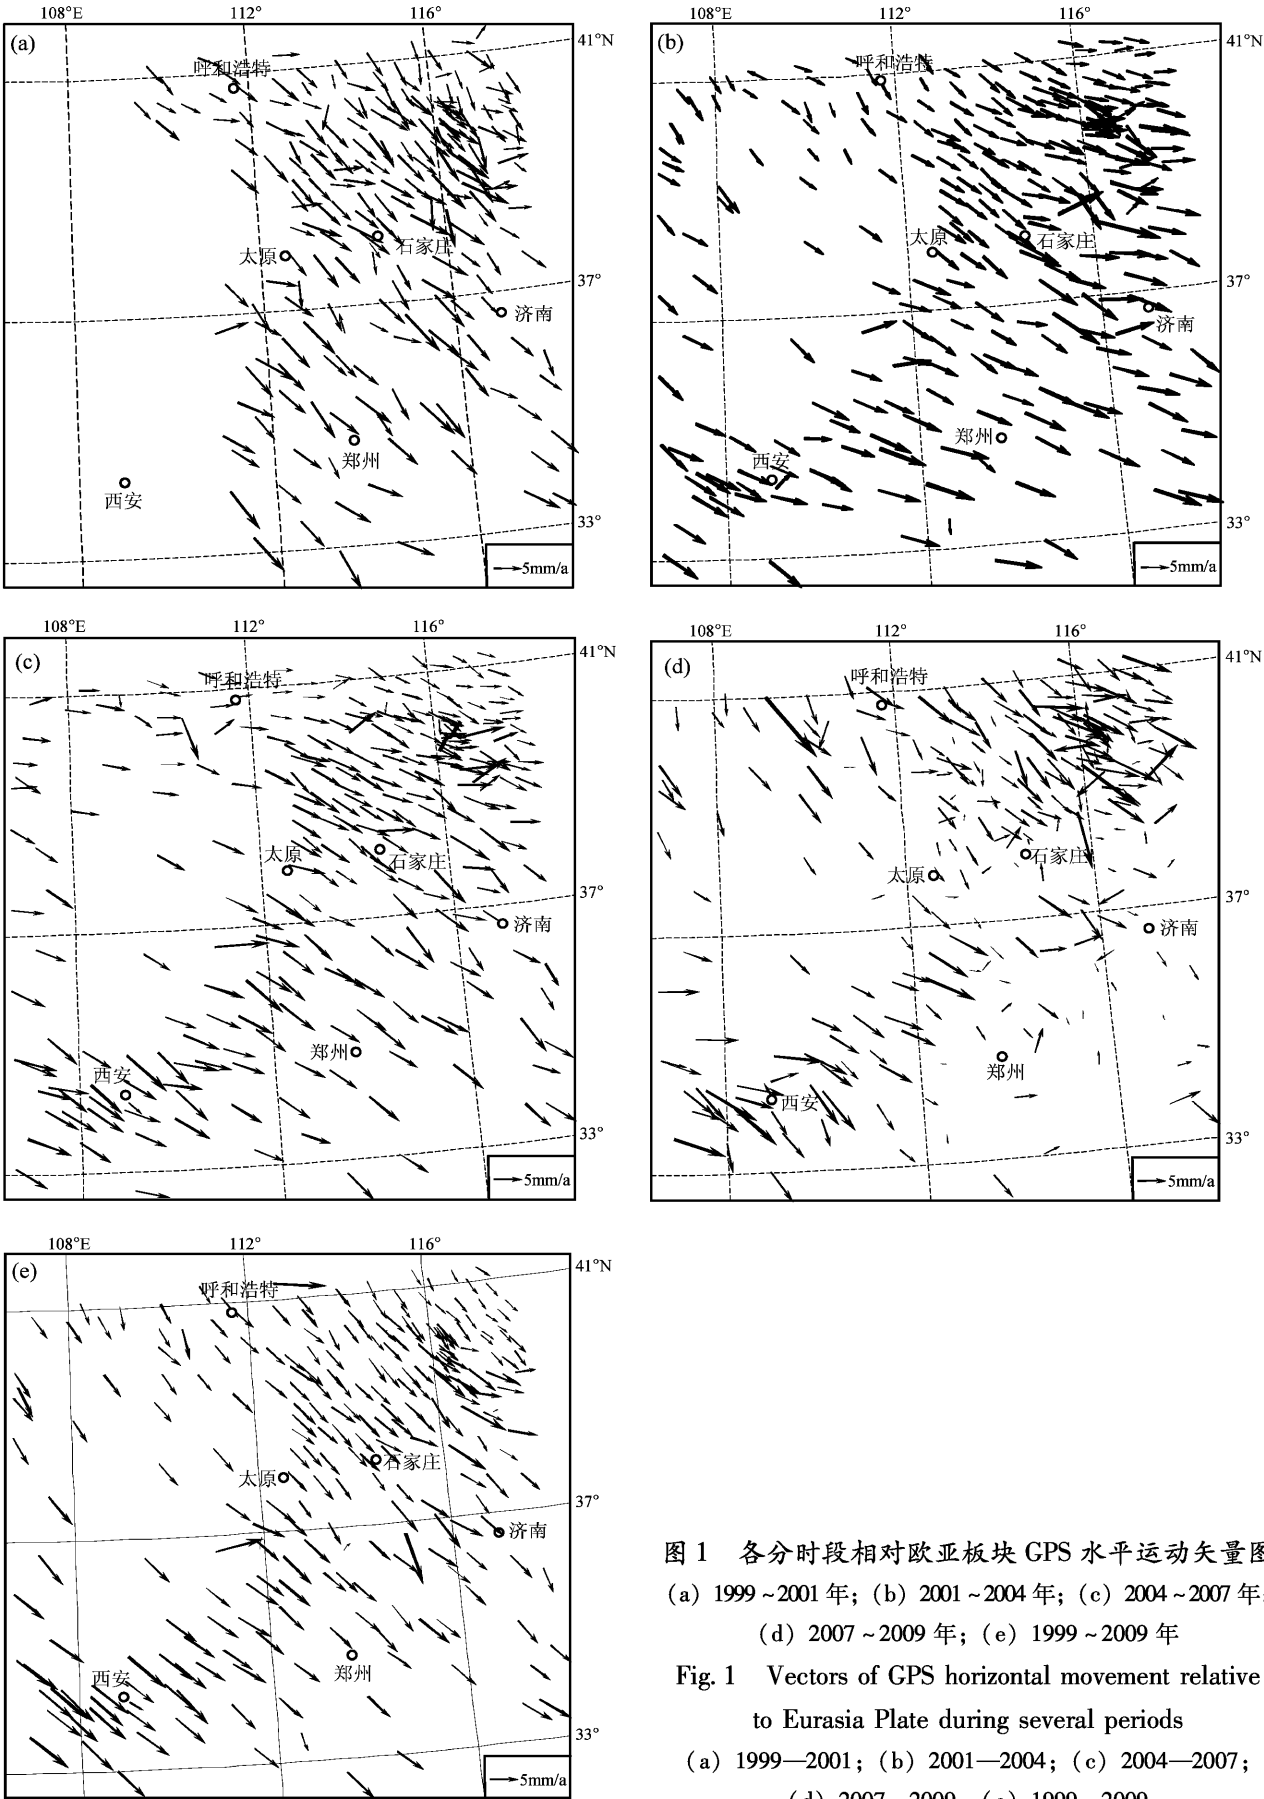 108°E 112° 116°
(a)
41°N
呼和浩特
石家庄
太原
37°
济南
郑州
西安
33°
5mm/a
108°E 112° 116°
(b)
41°N
呼和浩特
太原
石家庄
37°
济南
郑州
西安
33°
5mm/a
108°E 112° 116°
(c)
41°N
呼和浩特
太原
石家庄
37°
济南
郑州
西安
33°
5mm/a
108°E 112° 116°
(d)
41°N
呼和浩特
石家庄
太原
37°
济南
郑州
西安
33°
5mm/a
108°E 112° 116°
(e)
41°N
呼和浩特
石家庄
太原
37°
济南
郑州
西安
33°
5mm/a
图 1 各分时段相对欧亚板块 GPS 水平运动矢量图
(a) 1999~2001 年; (b) 2001~2004 年; (c) 2004~2007 年;
(d) 2007~2009 年; (e) 1999~2009 年
Fig. 1 Vectors of GPS horizontal movement relative
to Eurasia Plate during several periods
(a) 1999—2001; (b) 2001—2004; (c) 2004—2007;
(d) 2007—2009 (e) 1999—2009